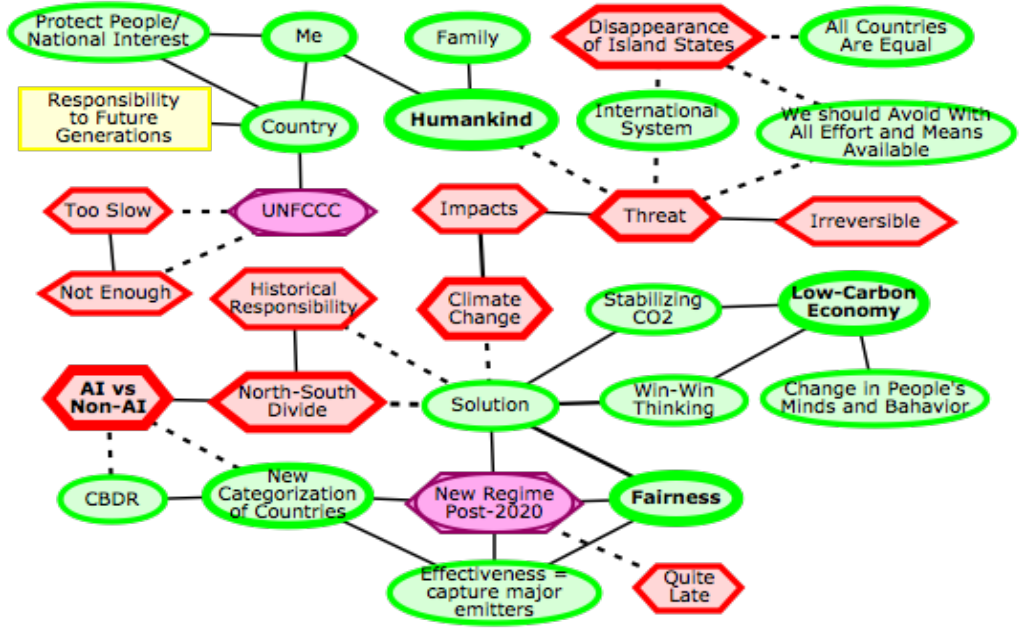 Protect People/
National Interest
Me
Family
Disappearance
of Island States
All Countries
Are Equal
Responsibility
to Future
Generations
Country
Humankind
International
System
We should Avoid With
All Effort and Means
Available
Too Slow
UNFCCC
Impacts
Threat
Irreversible
Not Enough
Historical
Responsibility
Climate
Change
Stabilizing
CO2
Low-Carbon
Economy
AI vs
Non-AI
North-South
Divide
Solution
Win-Win
Thinking
Change in People's
Minds and Bahavior
CBDR
New
Categorization
of Countries
New Regime
Post-2020
Fairness
Effectiveness =
capture major
emitters
Quite
Late